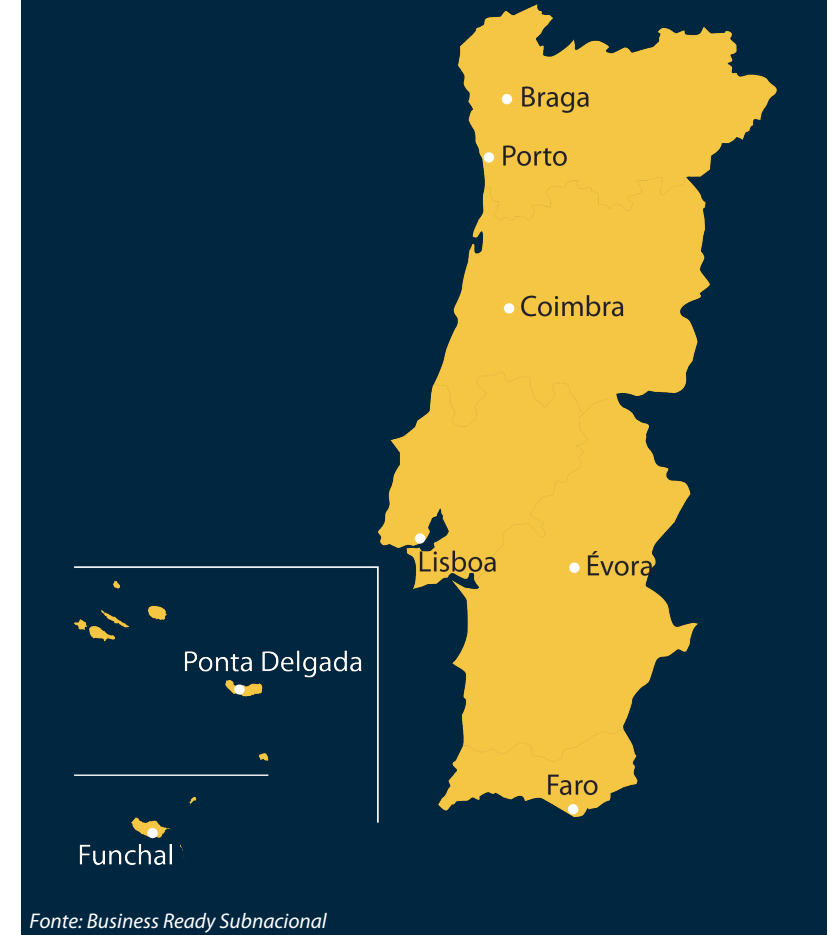 Braga
Porto
Coimbra
Lisboa
Évora
Ponta Delgada
Faro
Funchal
Fonte: Business Ready Subnacional